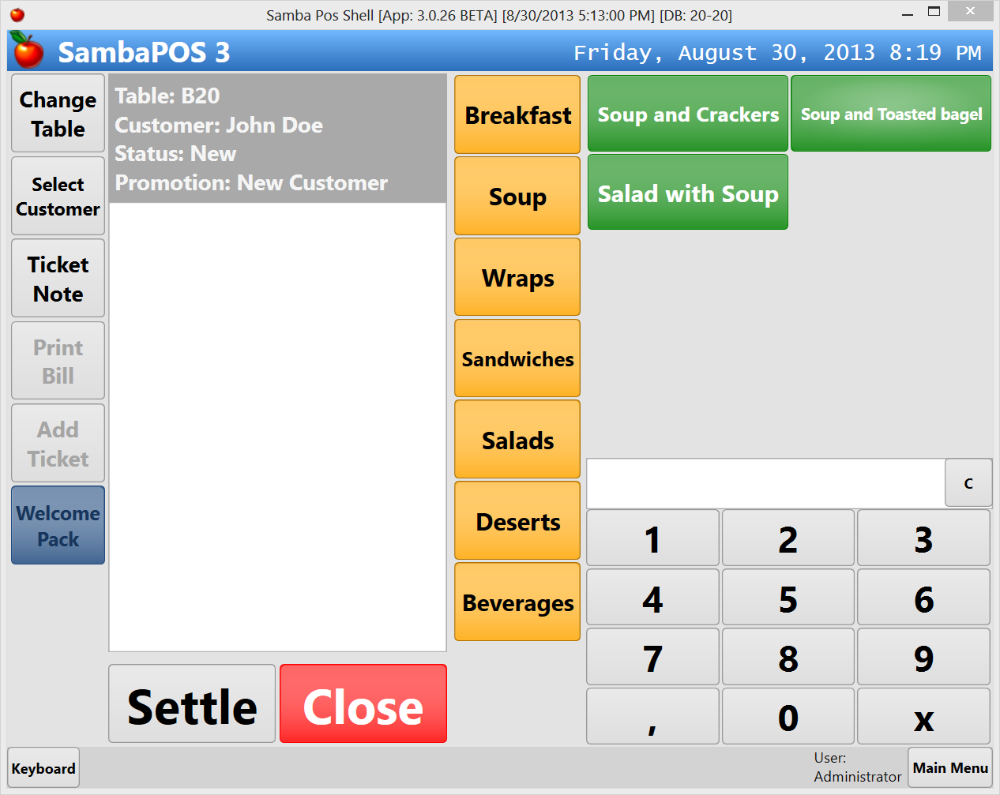 Samba Pos Shell [App: 3.0.26 BETA] [8/30/2013 5:13:00 PM] [DB: 20-20]
SambaPOS 3
Friday, August 30, 2013 8:19 PM
Change
Table
Select
Customer
Ticket
Note
Print
Bill
Add
Ticket
Welcome
Pack
Table: B20
Customer: John Doe
Status: New
Promotion: New Customer
Settle
Close
Breakfast
Soup
Wraps
Sandwiches
Salads
Deserts
Beverages
Soup and Crackers
Soup and Toasted bagel
Salad with Soup
C
1 2 3
4 5 6
7 8 9
, 0 x
Keyboard
User:
Administrator
Main Menu